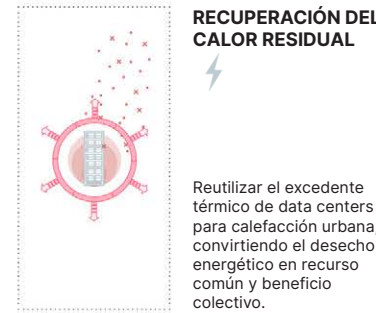 RECUPERACIÓN DEL
CALOR RESIDUAL
Reutilizar el excedente
térmico de data centers
para calefacción urbana,
convirtiendo el desecho
energético en recurso
común y beneficio
colectivo.